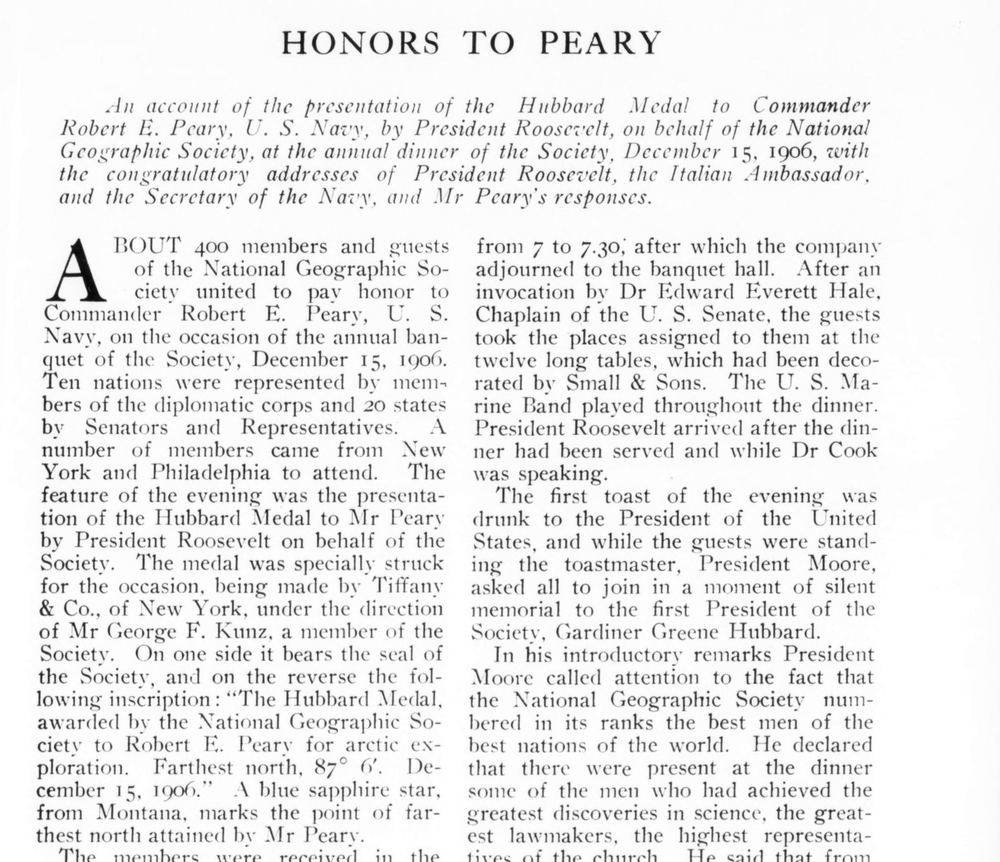 HONORS TO PEARY
An account of the presentation of the Hubbard Medal to Commander
Robert E. Peary, U. S. Navy, by President Roosevelt, on behalf of the National
Geographic Society, at the annual dinner of the Society, December 15, 1906, with
the congratulatory addresses of President Roosevelt, the Italian Ambassador,
and the Secretary of the Navy, and Mr Peary's responses.
ABOUT 400 members and guests
of the National Geographic So-
ciety united to pay honor to
Commander Robert E. Peary, U. S.
Navy, on the occasion of the annual ban-
quet of the Society, December 15, 1906.
Ten nations were represented by mem-
bers of the diplomatic corps and 20 states
by Senators and Representatives. A
number of members came from New
York and Philadelphia to attend. The
feature of the evening was the presenta-
tion of the Hubbard Medal to Mr Peary
by President Roosevelt on behalf of the
Society. The medal was specially struck
for the occasion, being made by Tiffany
& Co., of New York, under the direction
of Mr George F. Kunz, a member of the
Society. On one side it bears the seal of
the Society, and on the reverse the fol-
lowing inscription: "The Hubbard Medal,
awarded by the National Geographic So-
ciety to Robert E. Peary for arctic ex-
ploration. Farthest north, 87° 6'. De-
cember 15, 1906." A blue sapphire star,
from Montana, marks the point of far-
thest north attained by Mr Peary.
The members were received in the
from 7 to 7.30, after which the company
adjourned to the banquet hall. After an
invocation by Dr Edward Everett Hale,
Chaplain of the U. S. Senate, the guests
took the places assigned to them at the
twelve long tables, which had been deco-
rated by Small & Sons. The U. S. Ma-
rine Band played throughout the dinner.
President Roosevelt arrived after the din-
ner had been served and while Dr Cook
was speaking.
The first toast of the evening was
drunk to the President of the United
States, and while the guests were stand-
ing the toastmaster, President Moore,
asked all to join in a moment of silent
memorial to the first President of the
Society, Gardiner Greene Hubbard.
In his introductory remarks President
Moore called attention to the fact that
the National Geographic Society num-
bered in its ranks the best men of the
best nations of the world. He declared
that there were present at the dinner
some of the men who had achieved the
greatest discoveries in science, the great-
est lawmakers, the highest representa-
tives of the church. He said that from